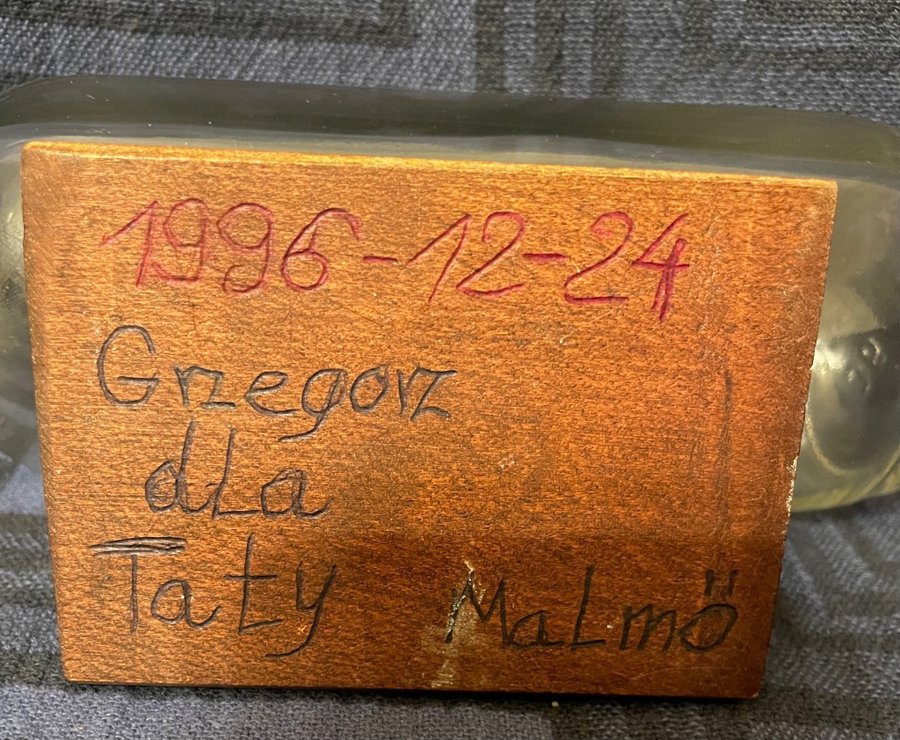 1996-12-24
Grzegorz
dla
Taty Malmö